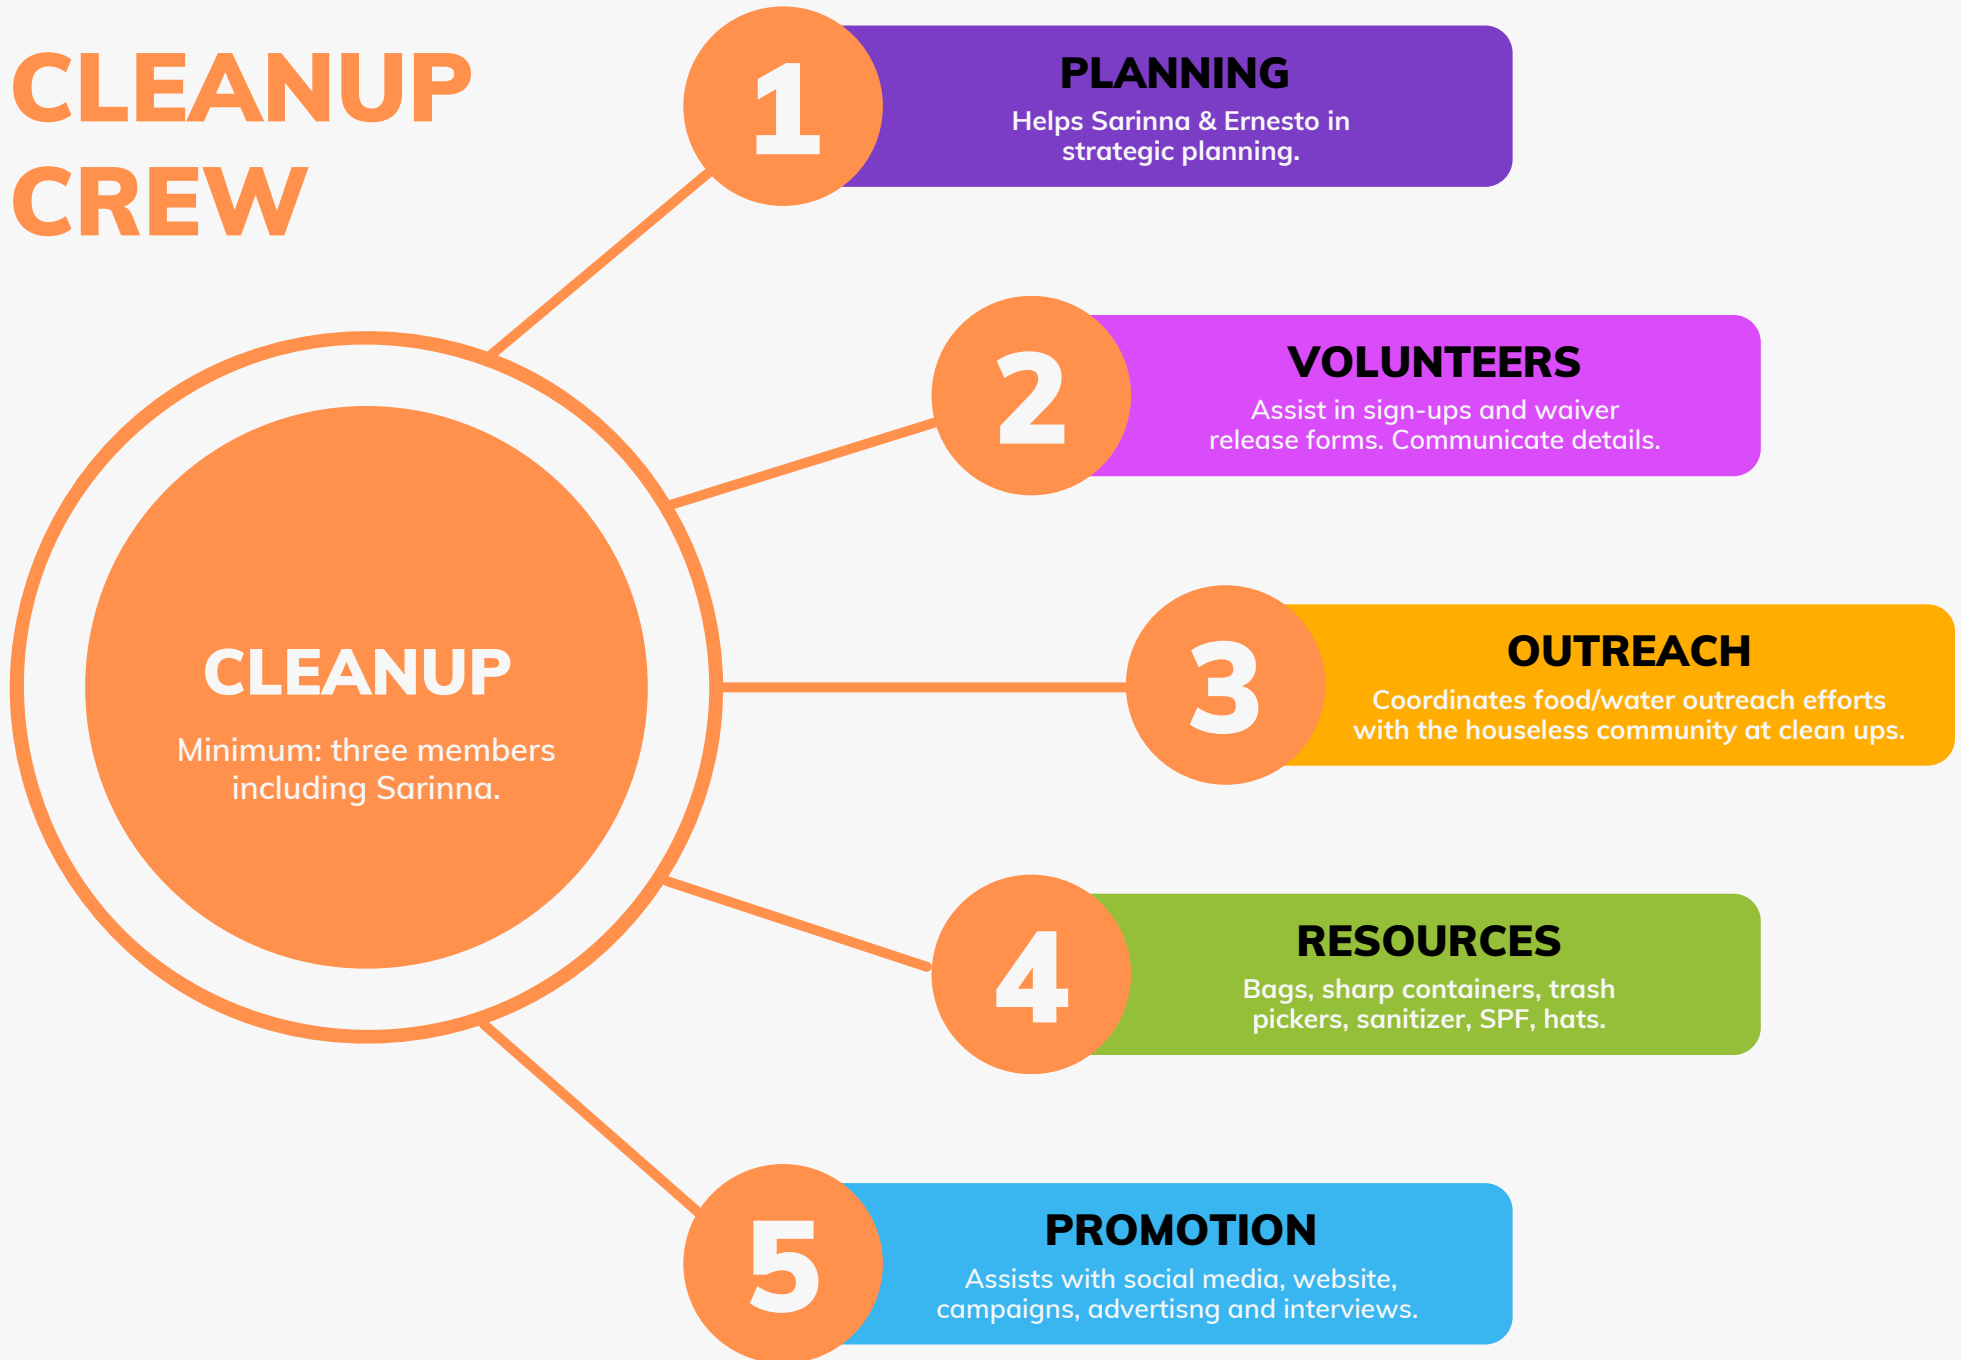 CLEANUP
CREW
1
PLANNING
Helps Sarinna & Ernesto in
strategic planning.
2
VOLUNTEERS
Assist in sign-ups and waiver
release forms. Communicate details.
3
OUTREACH
Coordinates food/water outreach efforts
with the houseless community at clean ups.
CLEANUP
Minimum: three members
including Sarinna.
4
RESOURCES
Bags, sharp containers, trash
pickers, sanitizer, SPF, hats.
5
PROMOTION
Assists with social media, website,
campaigns, advertisng and interviews.